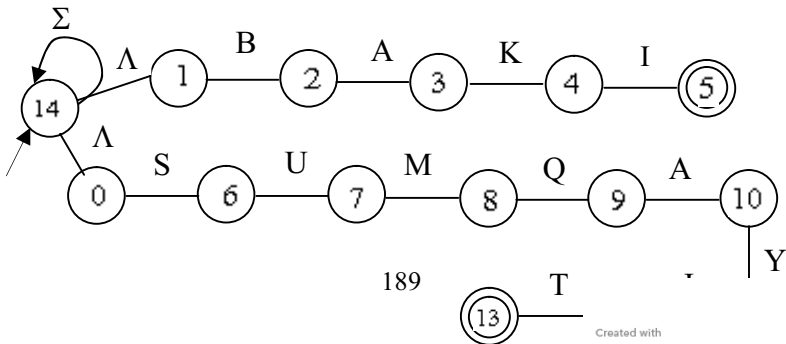 Σ
Λ B A K I
14 1 2 3 4 5
Λ S U M Q A
0 6 7 8 9 10
Y
189 T
13
Created with